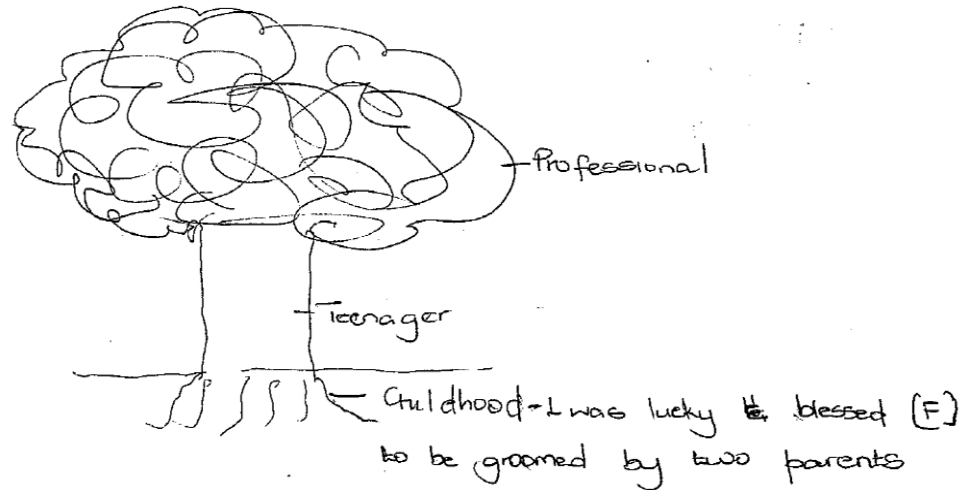 Professional
Teenager
Childhood - I was lucky & blessed [F]
to be groomed by two parents